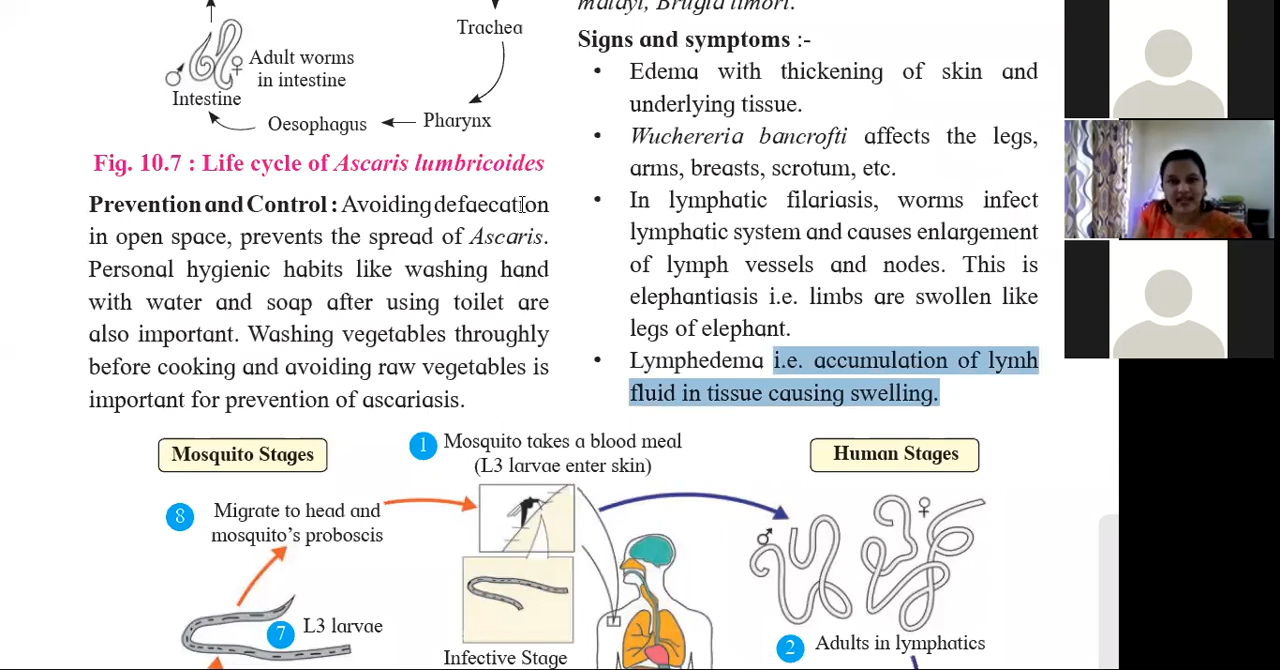 Trachea
Adult worms
in intestine
Intestine
Oesophagus
Pharynx
Fig. 10.7 : Life cycle of Ascaris lumbricoides
Prevention and Control : Avoiding defaecation
in open space, prevents the spread of Ascaris.
Personal hygienic habits like washing hand
with water and soap after using toilet are
also important. Washing vegetables throughly
before cooking and avoiding raw vegetables is
important for prevention of ascariasis.
malayi, Brugia timori.
Signs and symptoms :-
• Edema with thickening of skin and
underlying tissue.
• Wuchereria bancrofti affects the legs,
arms, breasts, scrotum, etc.
• In lymphatic filariasis, worms infect
lymphatic system and causes enlargement
of lymph vessels and nodes. This is
elephantiasis i.e. limbs are swollen like
legs of elephant.
• Lymphedema i.e. accumulation of lymh
fluid in tissue causing swelling.
Mosquito Stages
1 Mosquito takes a blood meal
(L3 larvae enter skin)
Human Stages
8 Migrate to head and
mosquito's proboscis
7 L3 larvae
Infective Stage
2 Adults in lymphatics